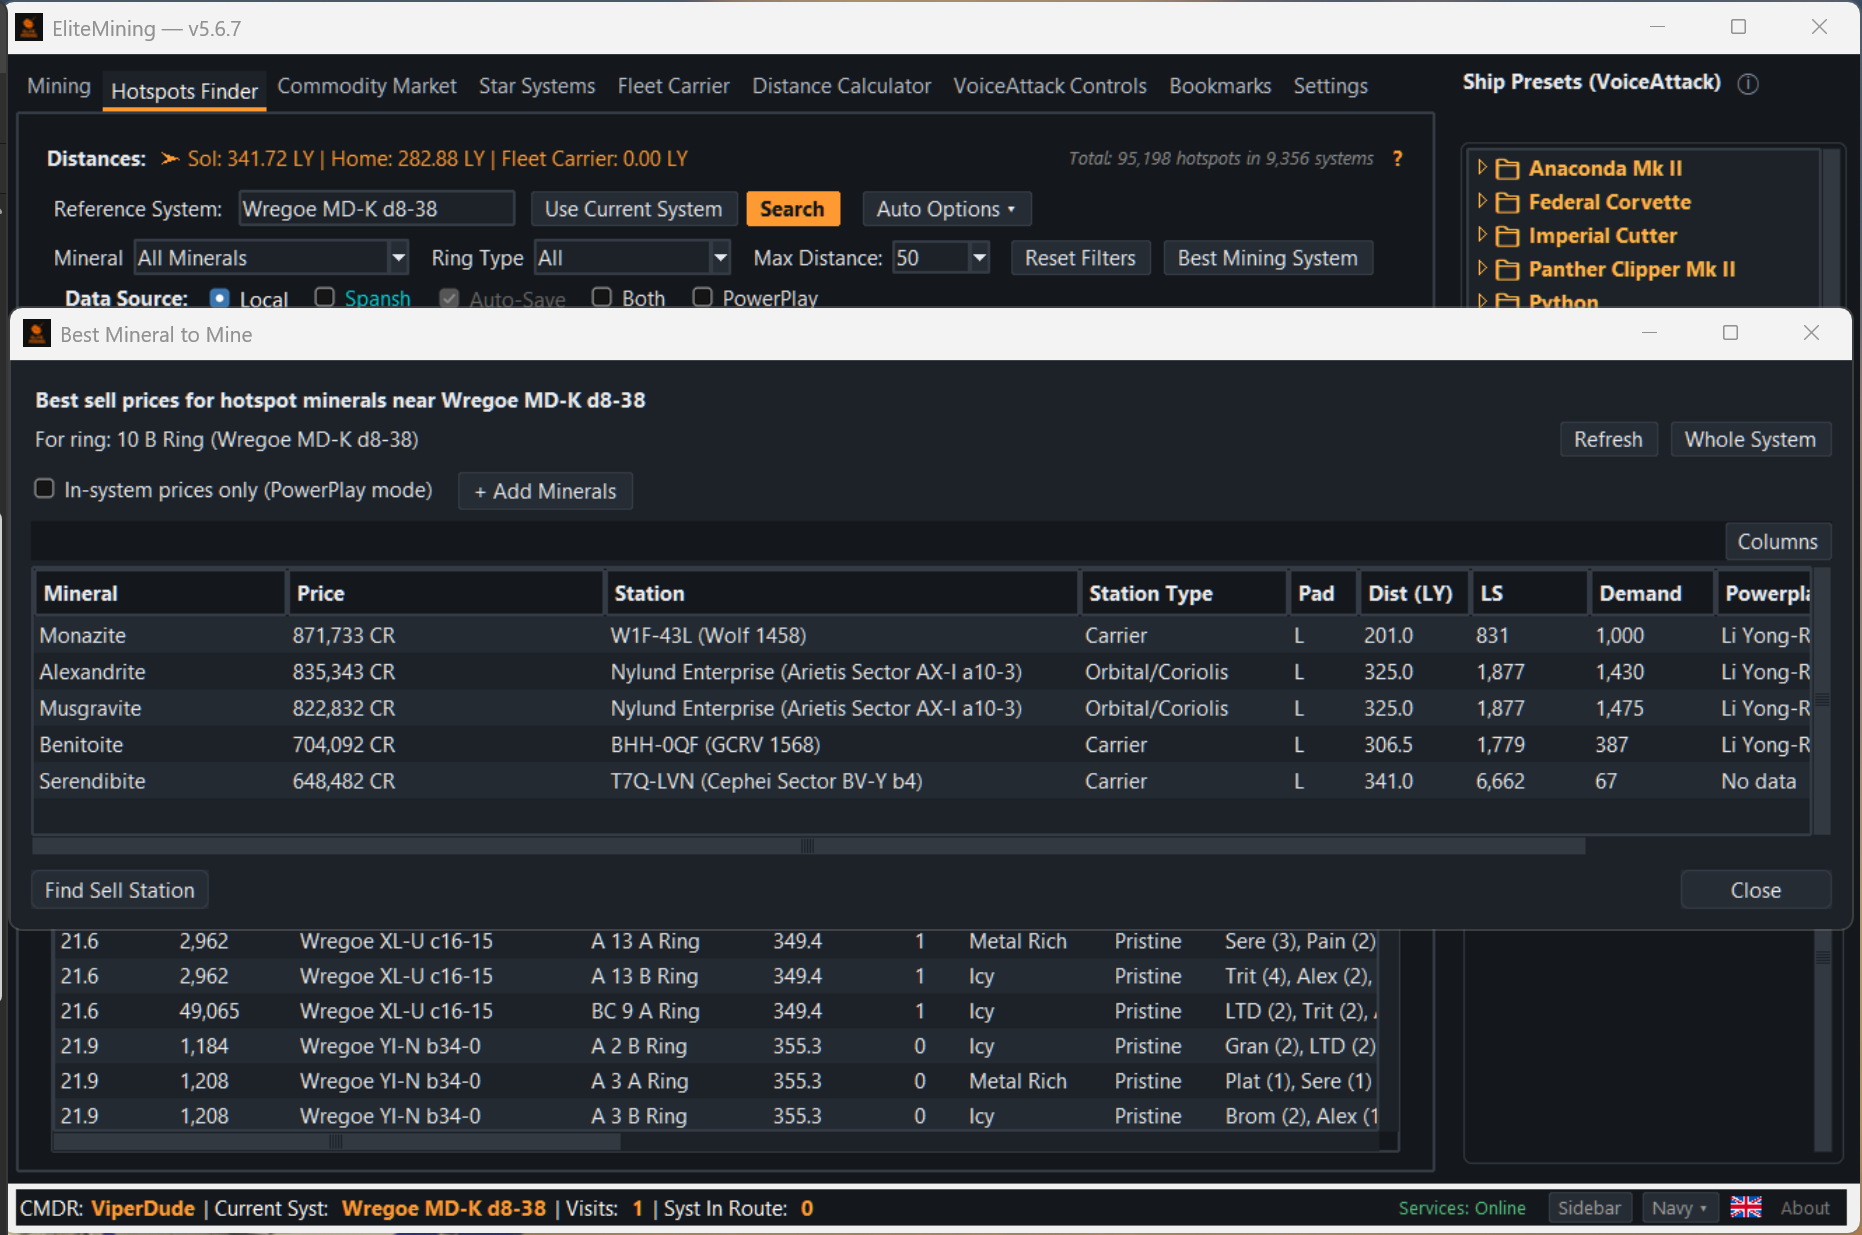 EliteMining — v5.6.7
Mining Hotspots Finder Commodity Market Star Systems Fleet Carrier Distance Calculator VoiceAttack Controls Bookmarks Settings
Ship Presets (VoiceAttack)
Distances: ➤ Sol: 341.72 LY | Home: 282.88 LY | Fleet Carrier: 0.00 LY
Total: 95,198 hotspots in 9,356 systems ?
Reference System: Wregoe MD-K d8-38 Use Current System Search Auto Options
Mineral All Minerals Ring Type All Max Distance: 50 Reset Filters Best Mining System
Data Source: Local Spansh Auto-Save Both PowerPlay
Anaconda Mk II
Federal Corvette
Imperial Cutter
Panther Clipper Mk II
Python
Best Mineral to Mine
Best sell prices for hotspot minerals near Wregoe MD-K d8-38
For ring: 10 B Ring (Wregoe MD-K d8-38)
Refresh Whole System
In-system prices only (PowerPlay mode) + Add Minerals
Columns
Mineral Price Station Station Type Pad Dist (LY) LS Demand Powerpla
Monazite 871,733 CR W1F-43L (Wolf 1458) Carrier L 201.0 831 1,000 Li Yong-R
Alexandrite 835,343 CR Nylund Enterprise (Arietis Sector AX-I a10-3) Orbital/Coriolis L 325.0 1,877 1,430 Li Yong-R
Musgravite 822,832 CR Nylund Enterprise (Arietis Sector AX-I a10-3) Orbital/Coriolis L 325.0 1,877 1,475 Li Yong-R
Benitoite 704,092 CR BHH-0QF (GCRV 1568) Carrier L 306.5 1,779 387 Li Yong-R
Serendibite 648,482 CR T7Q-LVN (Cephei Sector BV-Y b4) Carrier L 341.0 6,662 67 No data
Find Sell Station Close
21.6 2,962 Wregoe XL-U c16-15 A 13 A Ring 349.4 1 Metal Rich Pristine Sere (3), Pain (2)
21.6 2,962 Wregoe XL-U c16-15 A 13 B Ring 349.4 1 Icy Pristine Trit (4), Alex (2),
21.6 49,065 Wregoe XL-U c16-15 BC 9 A Ring 349.4 1 Icy Pristine LTD (2), Trit (2),
21.9 1,184 Wregoe YI-N b34-0 A 2 B Ring 355.3 0 Icy Pristine Gran (2), LTD (2)
21.9 1,208 Wregoe YI-N b34-0 A 3 A Ring 355.3 0 Metal Rich Pristine Plat (1), Sere (1)
21.9 1,208 Wregoe YI-N b34-0 A 3 B Ring 355.3 0 Icy Pristine Brom (2), Alex (1
CMDR: ViperDude | Current Syst: Wregoe MD-K d8-38 | Visits: 1 | Syst In Route: 0
Services: Online Sidebar Navy About